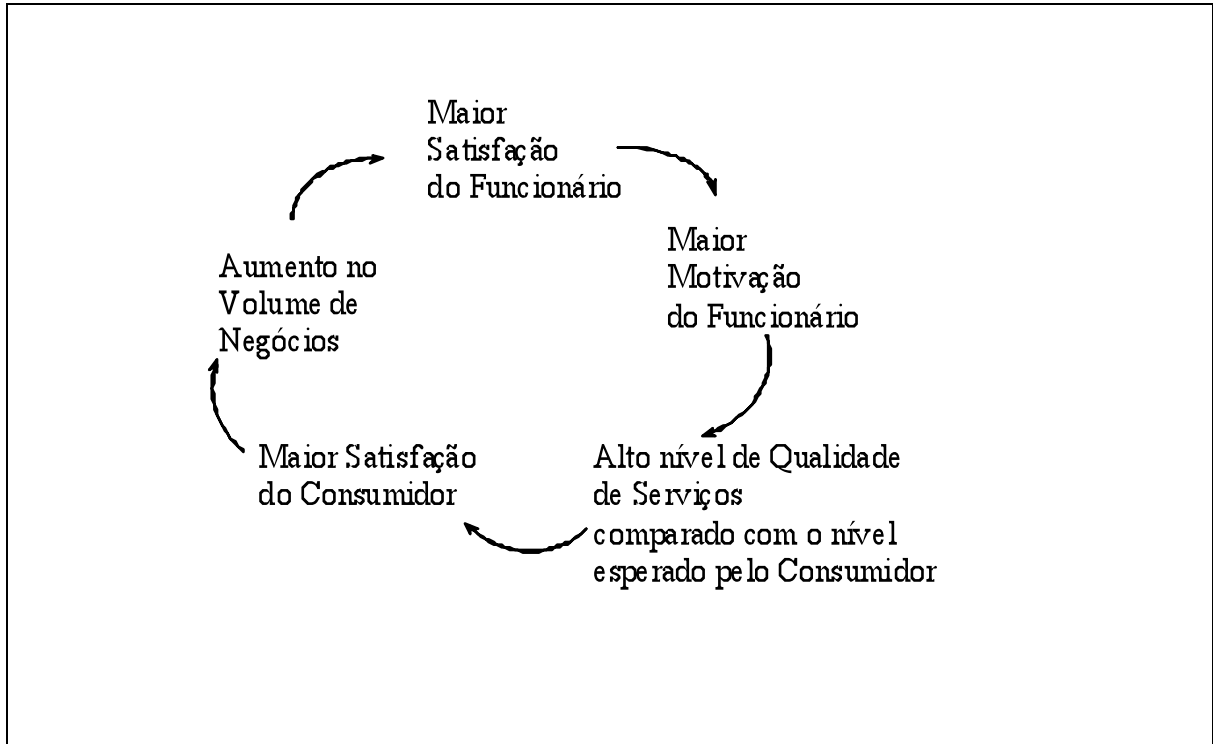 Maior
Satisfação
do Funcionário
Maior
Motivação
do Funcionário
Alto nível de Qualidade
de Serviços
comparado com o nível
esperado pelo Consumidor
Maior Satisfação
do Consumidor
Aumento no
Volume de
Negócios